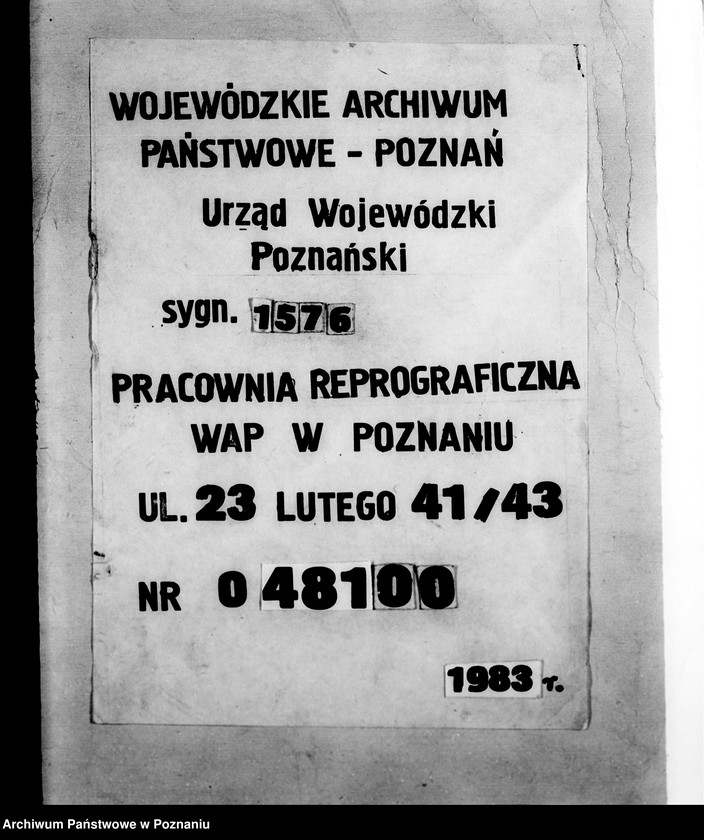 WOJEWÓDZKIE ARCHIWUM
PAŃSTWOWE - POZNAŃ
Urząd Wojewódzki
Poznański
sygn. 1576
PRACOWNIA REPROGRAFICZNA
WAP W POZNANIU
UL. 23 LUTEGO 41/43
NR 048100
1983 r.
Archiwum Państwowe w Poznaniu